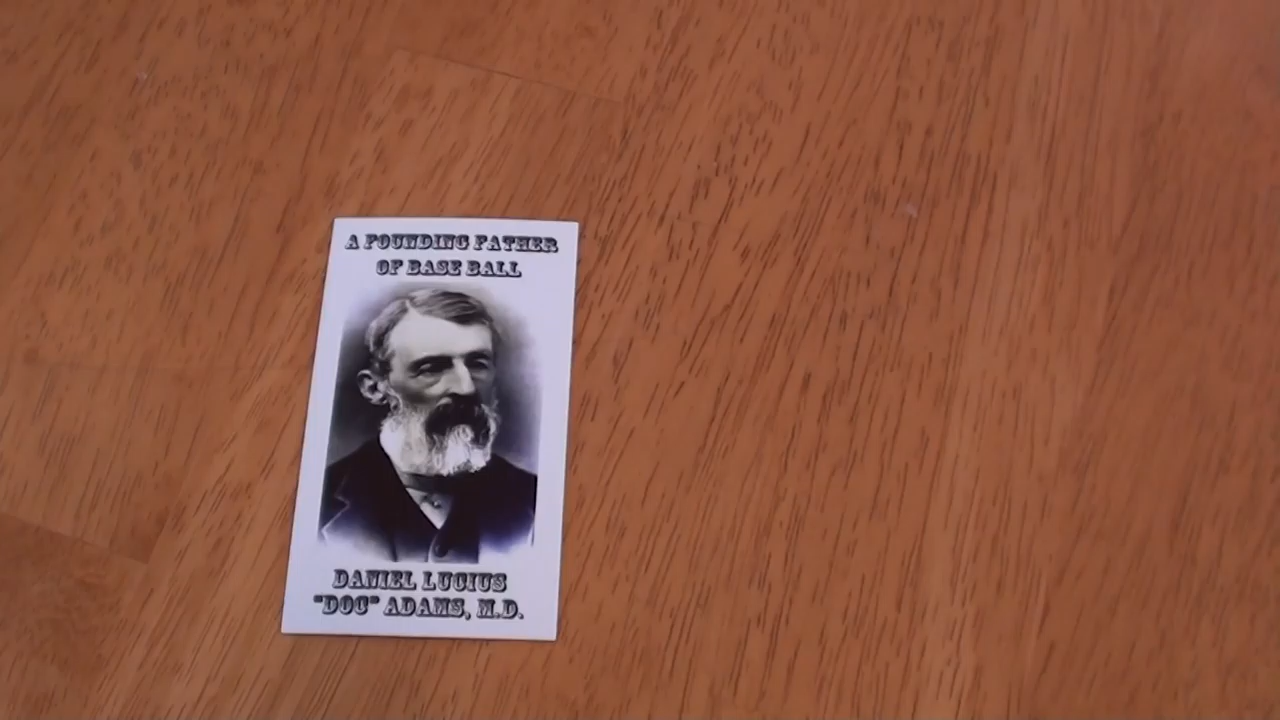 A FOUNDING FATHER
OF BASE BALL
DANIEL LUCIUS
"DOC" ADAMS, M.D.